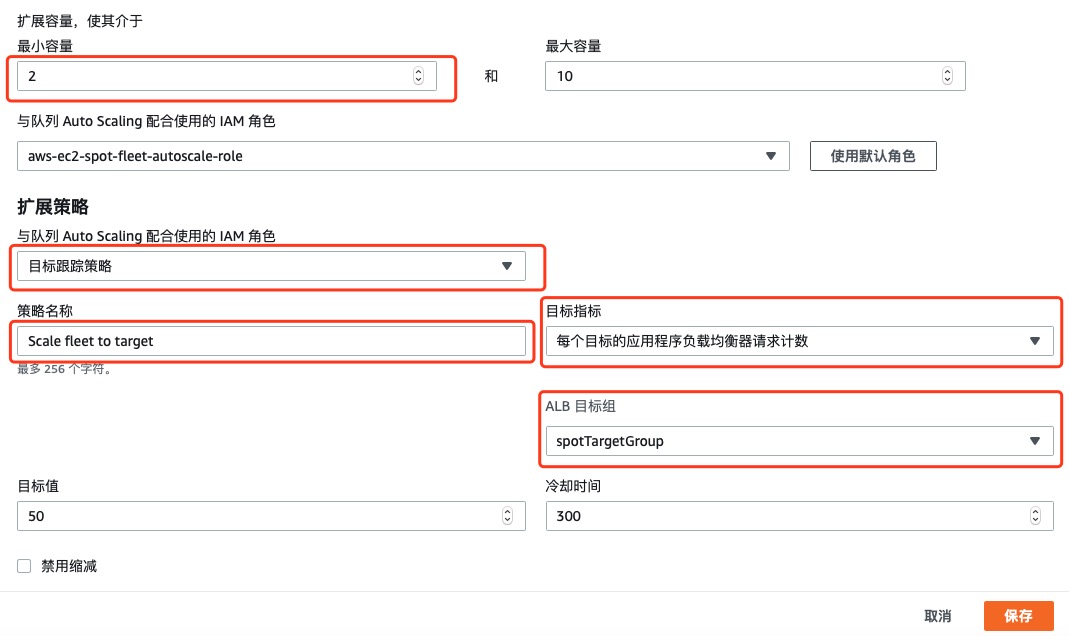 扩展容量，使其介于
最小容量
最大容量
2
和
10
与队列 Auto Scaling 配合使用的 IAM 角色
aws-ec2-spot-fleet-autoscale-role
使用默认角色
扩展策略
与队列 Auto Scaling 配合使用的 IAM 角色
目标跟踪策略
策略名称
目标指标
Scale fleet to target
每个目标的应用程序负载均衡器请求计数
最多 256 个字符。
ALB 目标组
spotTargetGroup
目标值
冷却时间
50
300
禁用缩减
取消
保存